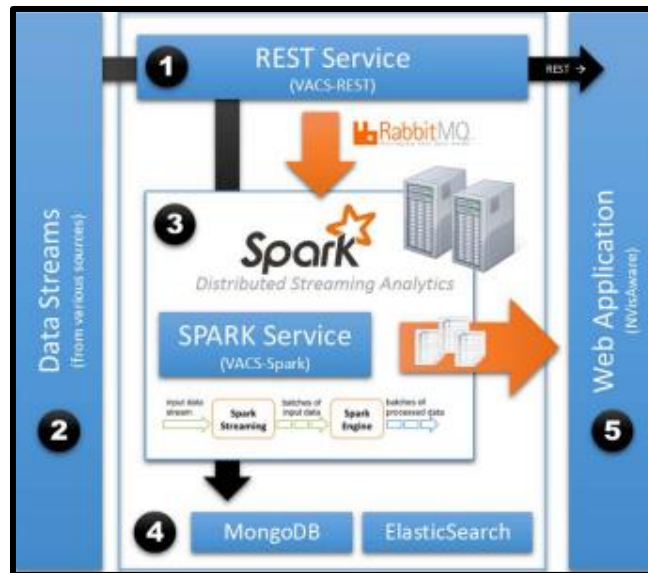 1
REST Service
(VACS-REST)
REST →
RabbitMQ
Data Streams
(from various sources)
2
3
Spark
Distributed Streaming Analytics
SPARK Service
(VACS-Spark)
input data
stream
Spark
Streaming
batches of
input data
Spark
Engine
batches of
processed data
4
MongoDB
ElasticSearch
Web Application
(NVisAware)
5